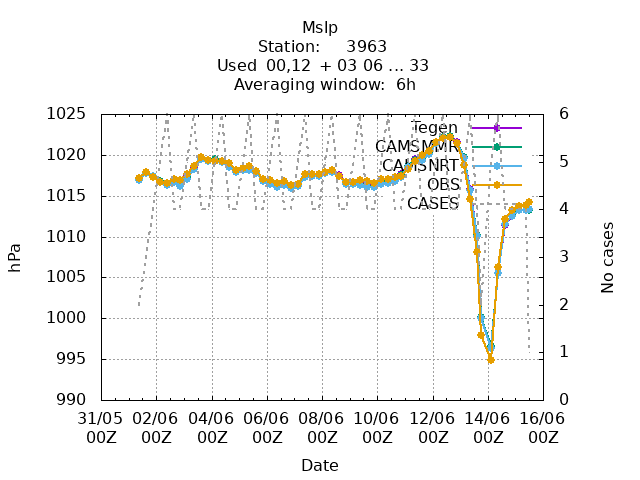 Mslp
Station: 3963
Used 00,12 + 03 06 ... 33
Averaging window: 6h
1025
1020
1015
1010
1005
1000
995
990
hPa
6
5
4
3
2
1
0
No cases
Tegen
CAMSMMR
CAMSNRT
OBS
CASES
31/05 02/06 04/06 06/06 08/06 10/06 12/06 14/06 16/06
00Z 00Z 00Z 00Z 00Z 00Z 00Z 00Z 00Z
Date